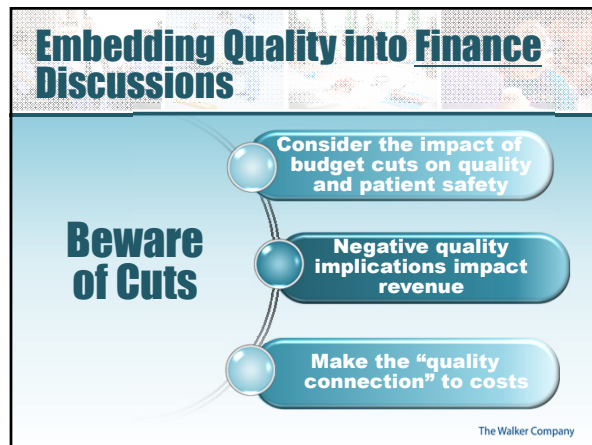 Embedding Quality into Finance
Discussions
Beware
of Cuts
Consider the impact of
budget cuts on quality
and patient safety
Negative quality
implications impact
revenue
Make the “quality
connection” to costs
The Walker Company